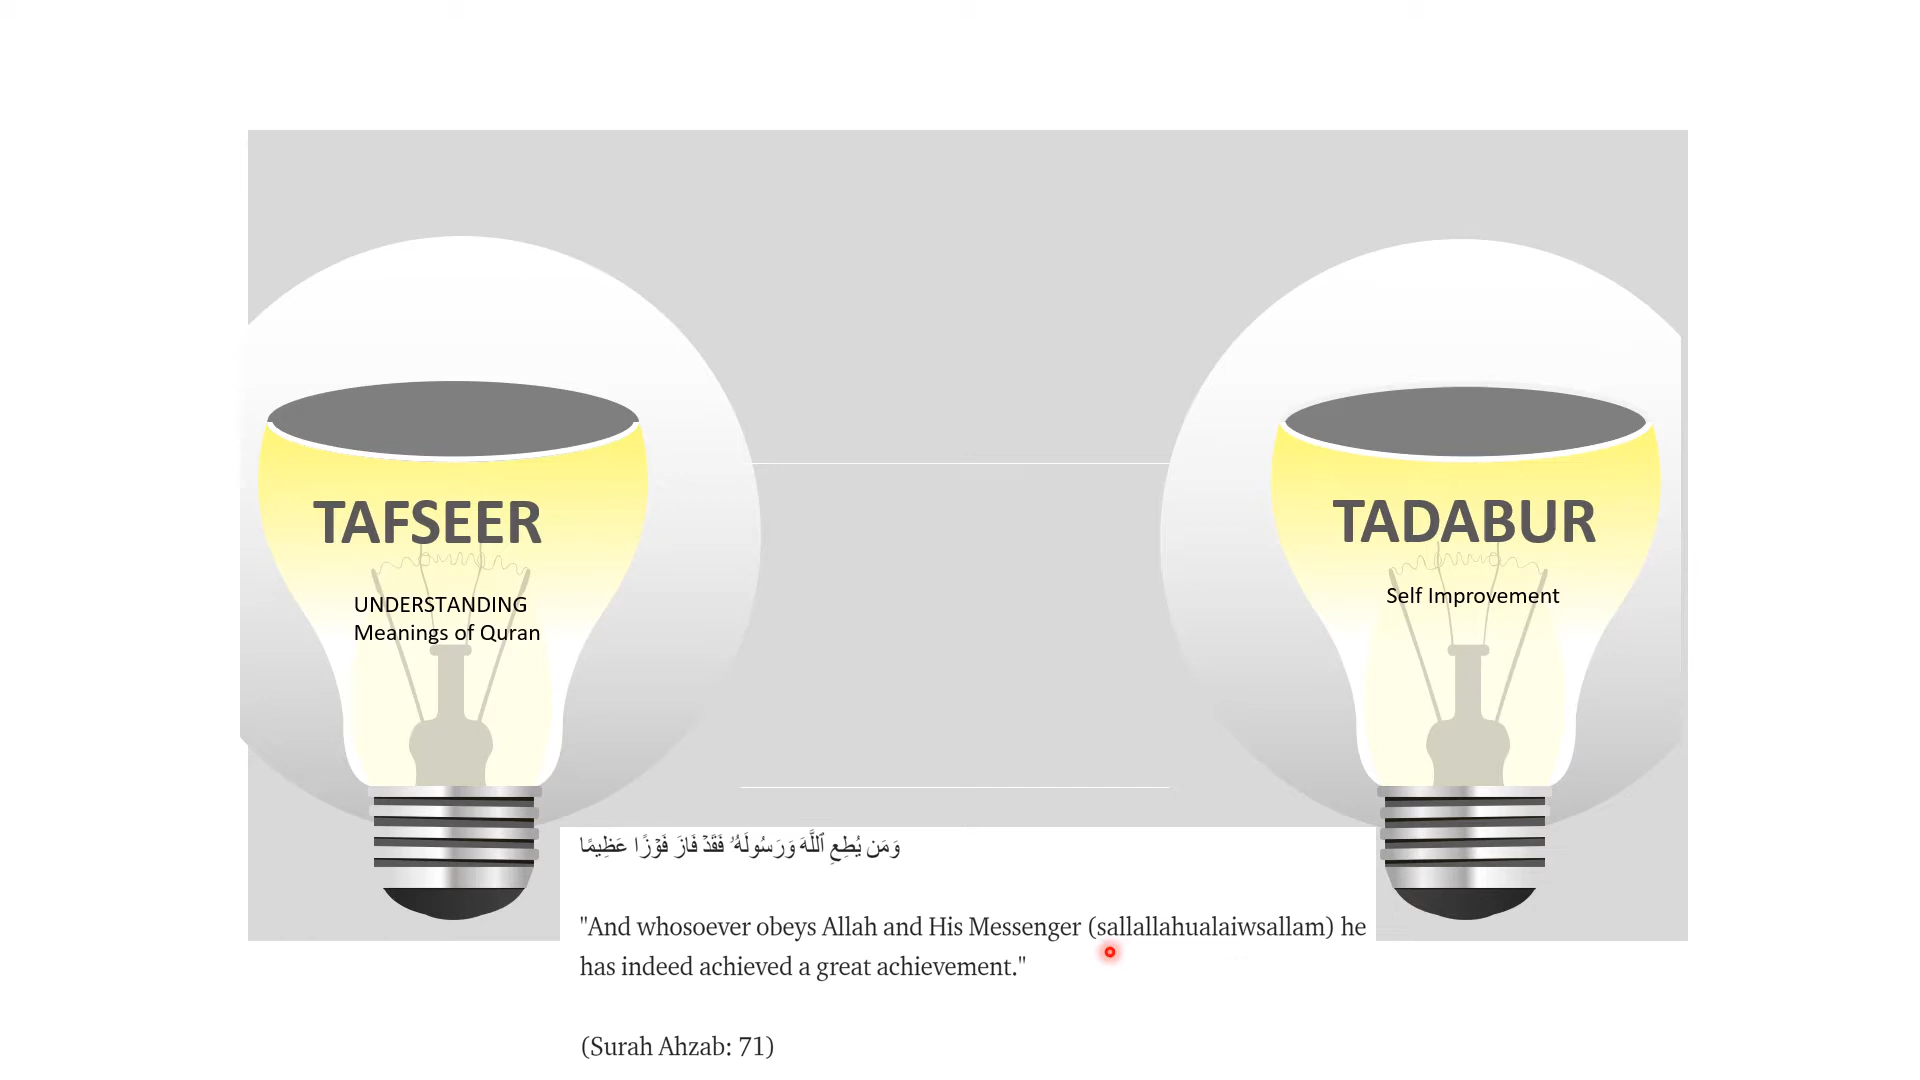 TAFSEER
UNDERSTANDING
Meanings of Quran
TADABUR
Self Improvement
وَمَن يُطِعِ ٱللَّهَ وَرَسُولَهُۥ فَقَدْ فَازَ فَوْزًا عَظِيمًا
"And whosoever obeys Allah and His Messenger (sallallahualaiwsallam) he
has indeed achieved a great achievement."
(Surah Ahzab: 71)